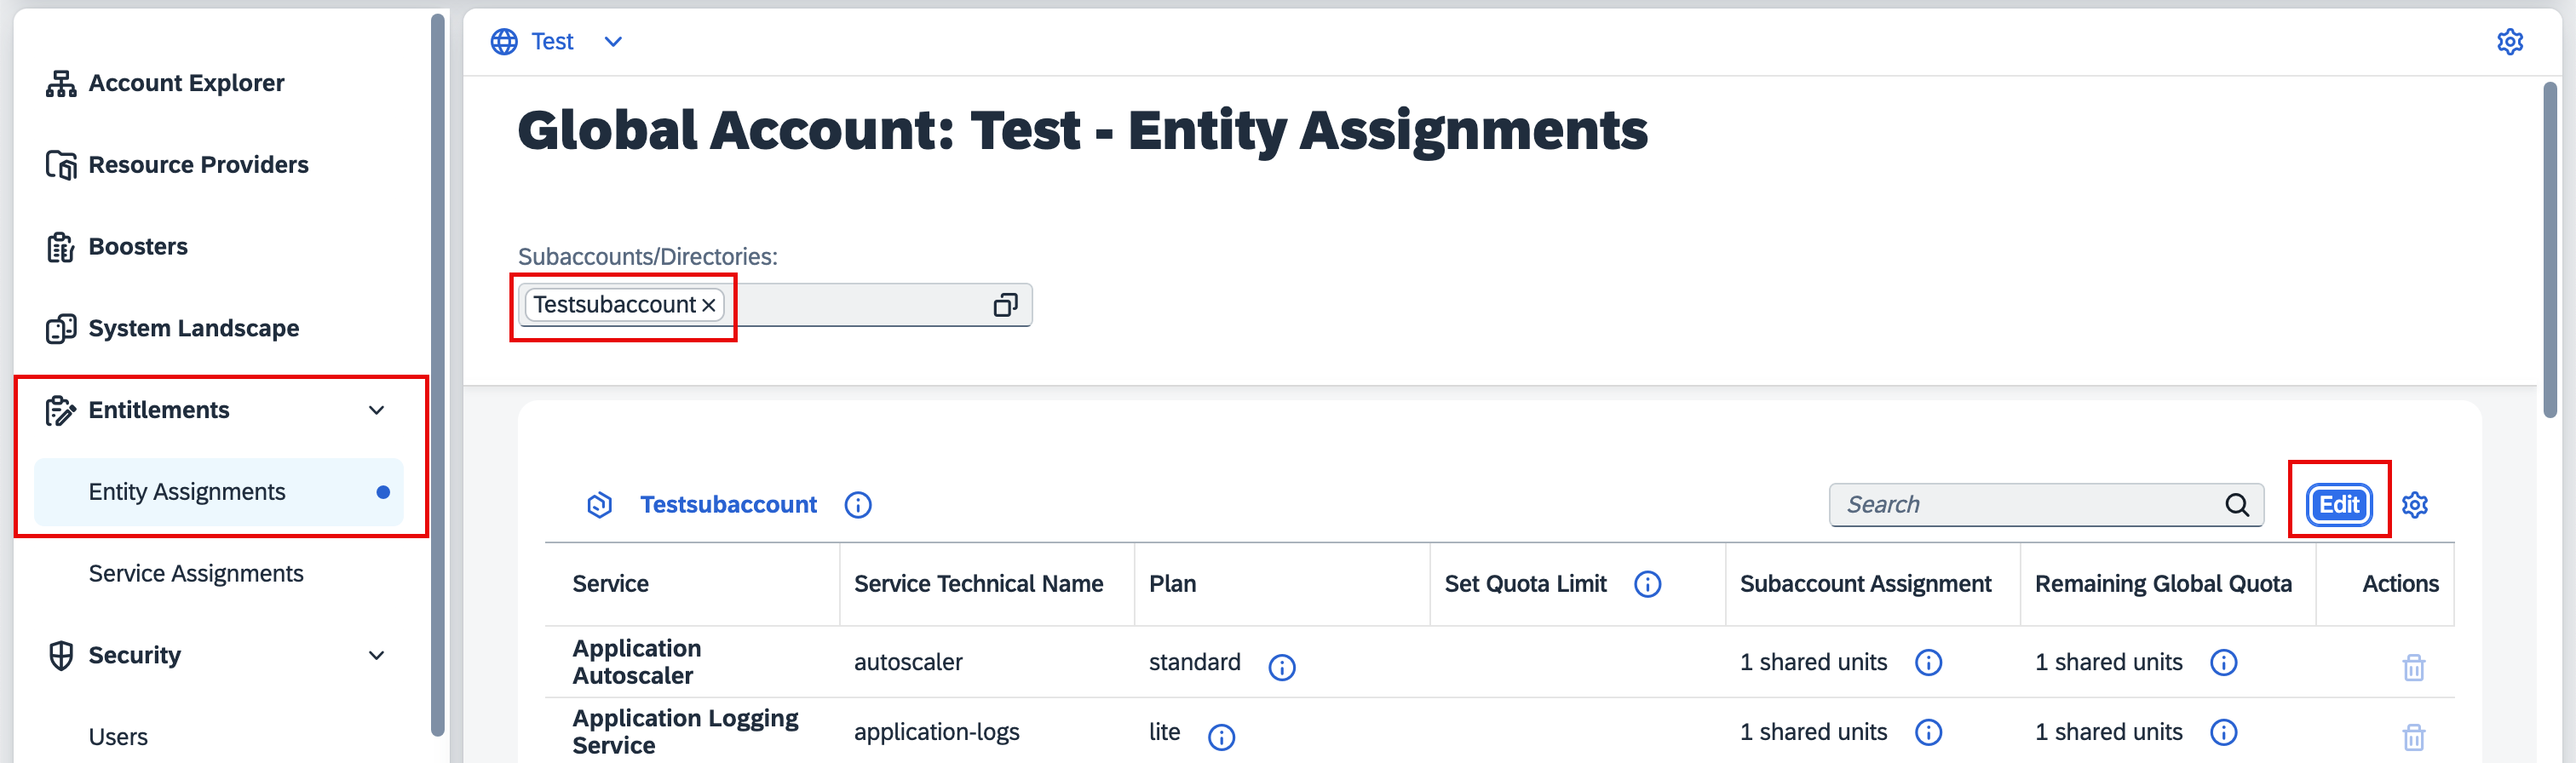 Account Explorer
Resource Providers
Boosters
System Landscape
Entitlements
Entity Assignments
Service Assignments
Security
Users
Test
Global Account: Test - Entity Assignments
Subaccounts/Directories:
Testsubaccount
Testsubaccount
Search
Edit
Service
Service Technical Name
Plan
Set Quota Limit
Subaccount Assignment
Remaining Global Quota
Actions
Application
Autoscaler
autoscaler
standard
1 shared units
1 shared units
Application Logging
Service
application-logs
lite
1 shared units
1 shared units